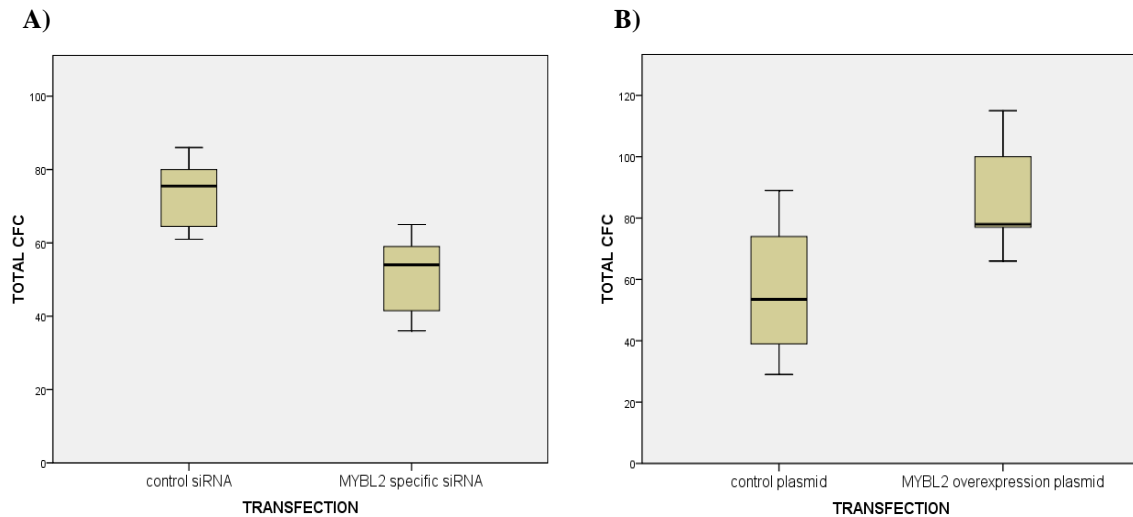 A)
TOTAL CFC
100
80
60
40
20
0
control siRNA
MYBL2 specific siRNA
TRANSFECTION
B)
TOTAL CFC
120
100
80
60
40
20
0
control plasmid
MYBL2 overexpression plasmid
TRANSFECTION